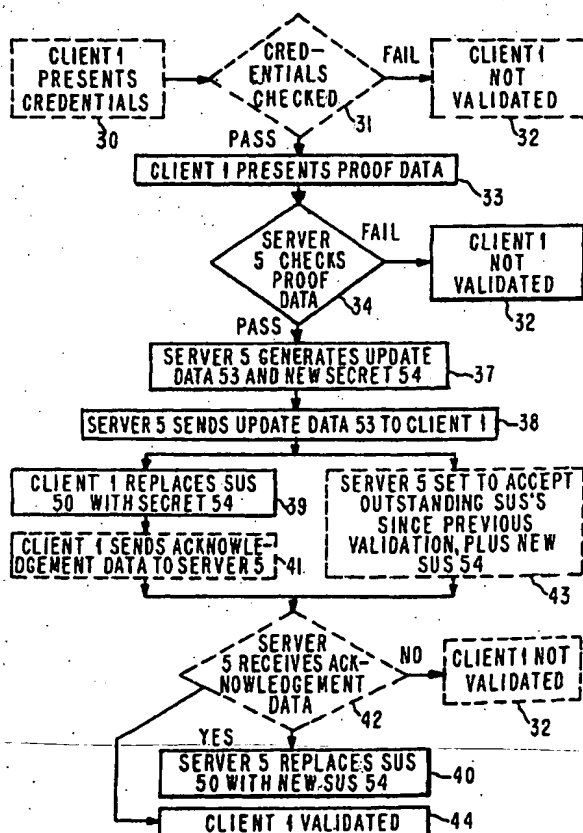 CLIENT 1
PRESENTS
CREDENTIALS
30
CRED-
ENTIALS
CHECKED
31
FAIL
CLIENT 1
NOT
VALIDATED
32
PASS
CLIENT 1 PRESENTS PROOF DATA
33
SERVER
5 CHECKS
PROOF
DATA
34
FAIL
CLIENT 1
NOT
VALIDATED
32
PASS
SERVER 5 GENERATES UPDATE
DATA 53 AND NEW SECRET 54
37
SERVER 5 SENDS UPDATE DATA 53 TO CLIENT 1
38
CLIENT 1 REPLACES SUS
50 WITH SECRET 54
39
CLIENT 1 SENDS ACKNOWLE-
DGEMENT DATA TO SERVER 5
41
SERVER 5 SET TO ACCEPT
OUTSTANDING SUS'S
SINCE PREVIOUS
VALIDATION, PLUS NEW
SUS 54
43
SERVER
5 RECEIVES ACK-
NOWLEDGEMENT
DATA
42
NO
CLIENT 1 NOT
VALIDATED
32
YES
SERVER 5 REPLACES SUS
50 WITH NEW SUS 54
40
CLIENT 1 VALIDATED
44